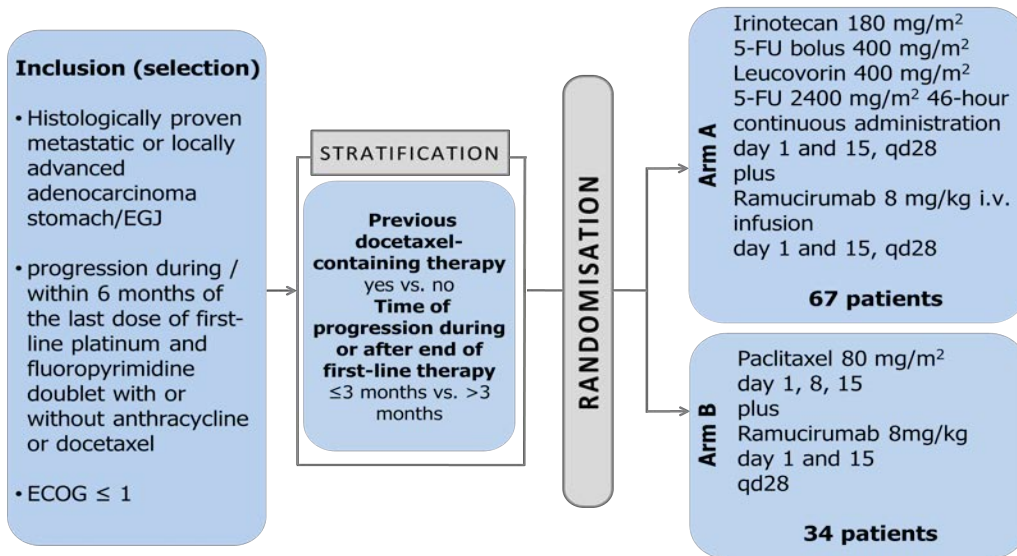 Inclusion (selection)
• Histologically proven
metastatic or locally
advanced
adenocarcinoma
stomach/EGJ
• progression during /
within 6 months of
the last dose of first-
line platinum and
fluoropyrimidine
doublet with or
without anthracycline
or docetaxel
• ECOG ≤ 1
STRATIFICATION
Previous
docetaxel-
containing therapy
yes vs. no
Time of
progression during
or after end of
first-line therapy
≤3 months vs. >3
months
RANDOMISATION
Arm A
Irinotecan 180 mg/m²
5-FU bolus 400 mg/m²
Leucovorin 400 mg/m²
5-FU 2400 mg/m² 46-hour
continuous administration
day 1 and 15, qd28
plus
Ramucirumab 8 mg/kg i.v.
infusion
day 1 and 15, qd28
67 patients
Arm B
Paclitaxel 80 mg/m²
day 1, 8, 15
plus
Ramucirumab 8mg/kg
day 1 and 15
qd28
34 patients